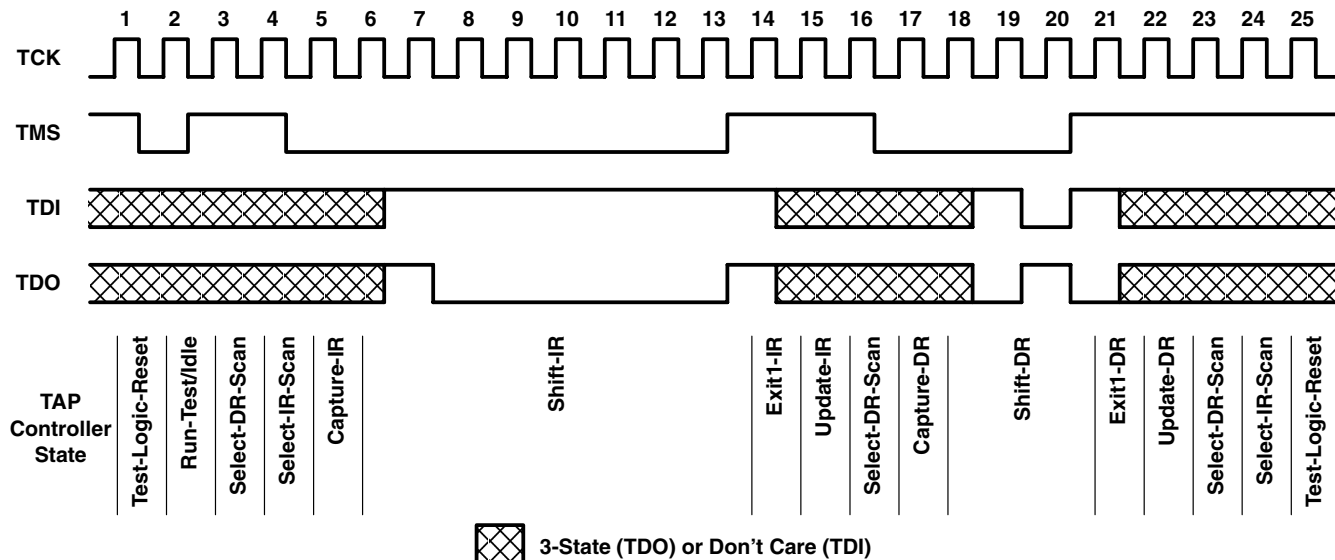 1 2 3 4 5 6 7 8 9 10 11 12 13 14 15 16 17 18 19 20 21 22 23 24 25
TCK
TMS
TDI
TDO
TAP
Controller
State
Test-Logic-Reset
Run-Test/Idle
Select-DR-Scan
Select-IR-Scan
Capture-IR
Shift-IR
Exit1-IR
Update-IR
Select-DR-Scan
Capture-DR
Shift-DR
Exit1-DR
Update-DR
Select-DR-Scan
Select-IR-Scan
Test-Logic-Reset
3-State (TDO) or Don’t Care (TDI)